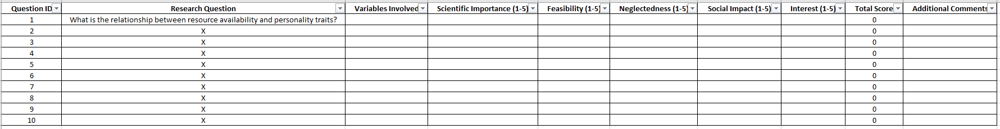 Question ID Research Question Variables Involved Scientific Importance (1-5) Feasibility (1-5) Neglectedness (1-5) Social Impact (1-5) Interest (1-5) Total Score Additional Comments
1 What is the relationship between resource availability and personality traits? 0
2 X 0
3 X 0
4 X 0
5 X 0
6 X 0
7 X 0
8 X 0
9 X 0
10 X 0